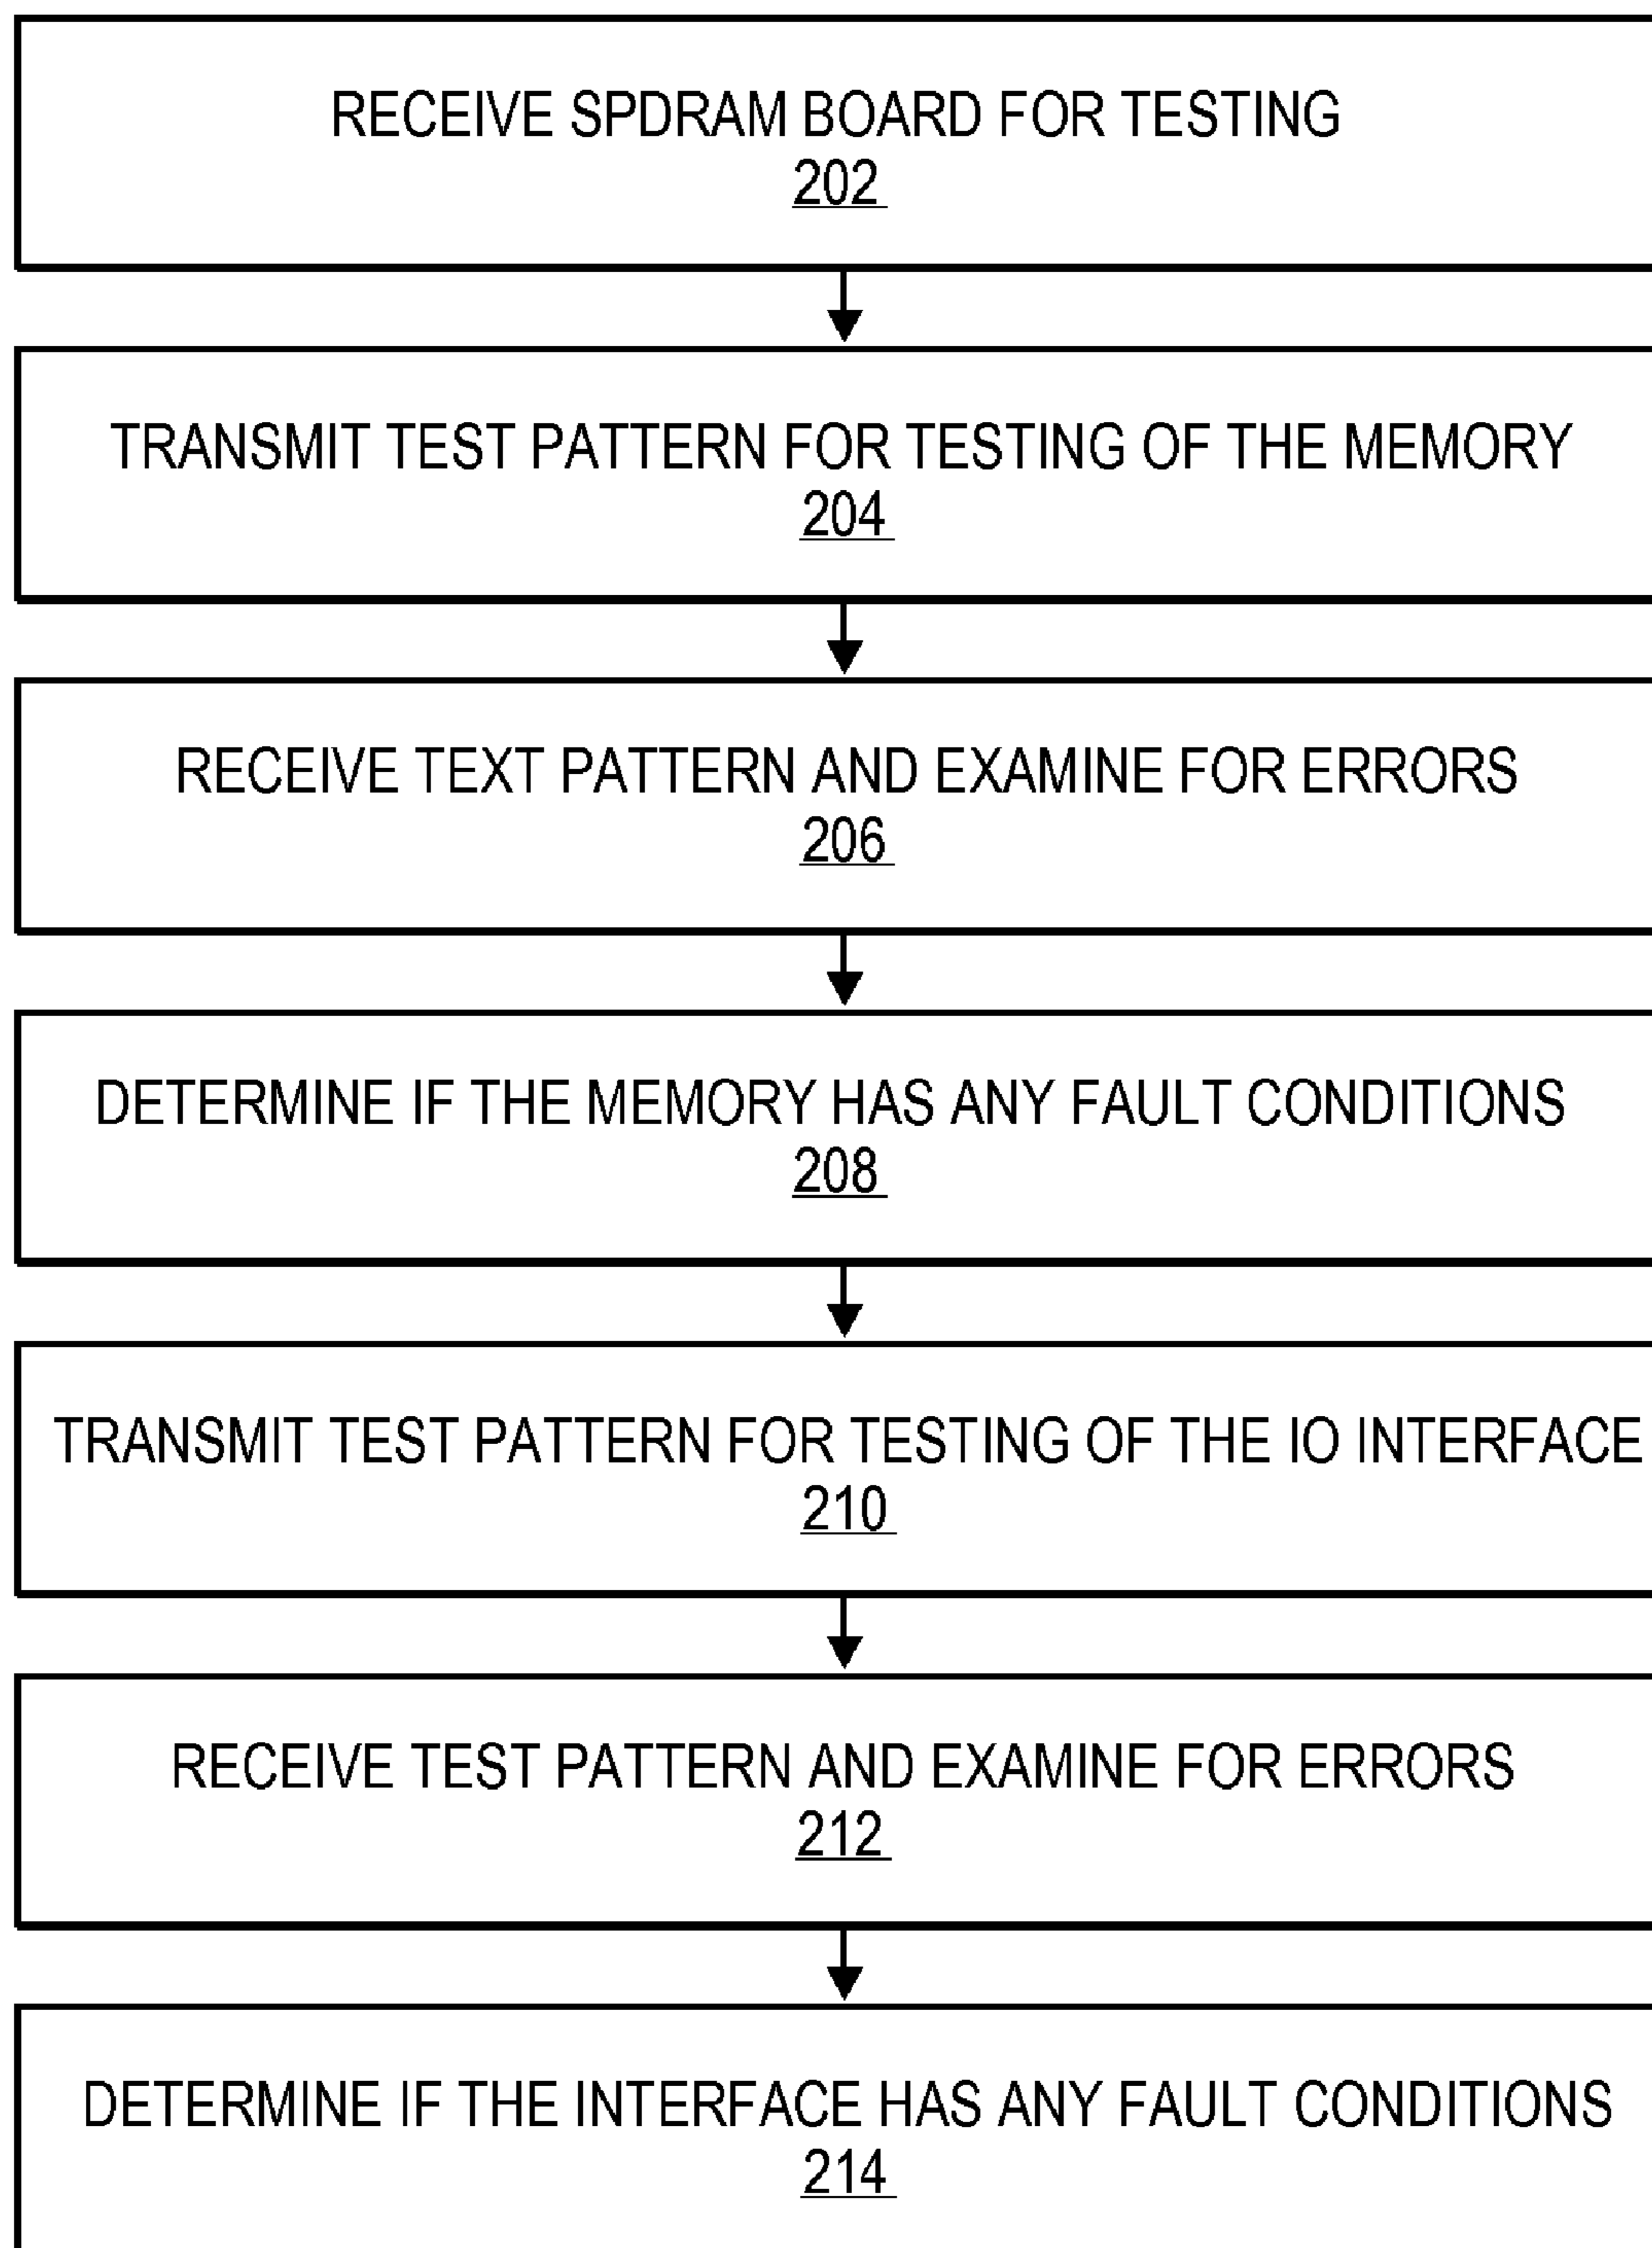 RECEIVE SPDRAM BOARD FOR TESTING
202
TRANSMIT TEST PATTERN FOR TESTING OF THE MEMORY
204
RECEIVE TEXT PATTERN AND EXAMINE FOR ERRORS
206
DETERMINE IF THE MEMORY HAS ANY FAULT CONDITIONS
208
TRANSMIT TEST PATTERN FOR TESTING OF THE IO INTERFACE
210
RECEIVE TEST PATTERN AND EXAMINE FOR ERRORS
212
DETERMINE IF THE INTERFACE HAS ANY FAULT CONDITIONS
214